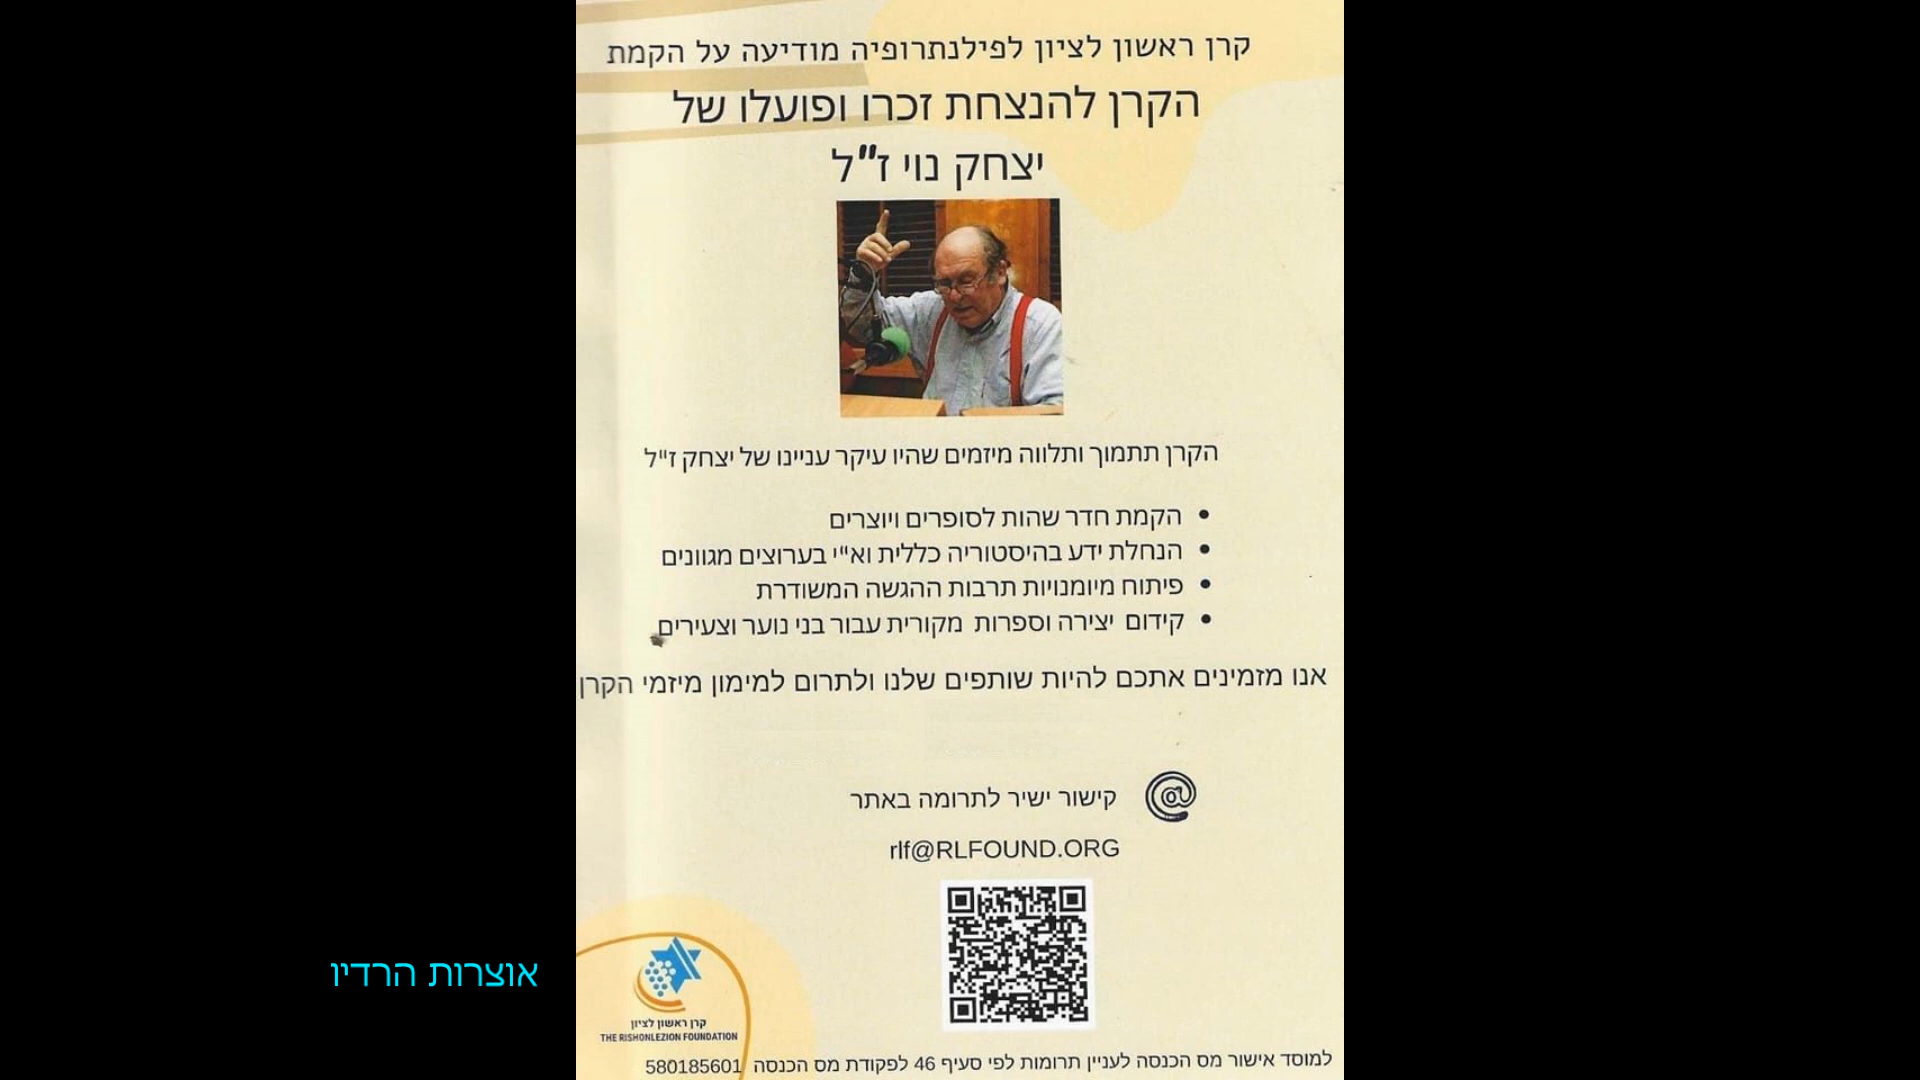 קרן ראשון לציון לפילנתרופיה מודיעה על הקמת
הקרן להנצחת זכרו ופועלו של
יצחק נוי ז"ל
הקרן תתמוך ותלווה מיזמים שהיו עיקר עניינו של יצחק ז"ל
• הקמת חדר שהות לסופרים ויוצרים
• הנחלת ידע בהיסטוריה כללית וא"י בערוצים מגוונים
• פיתוח מיומנויות תרבות ההגשה המשודרת
• קידום יצירה וספרות מקורית עבור בני נוער וצעירים
אנו מזמינים אתכם להיות שותפים שלנו ולתרום למימון מיזמי הקרן
@ קישור ישיר לתרומה באתר
rlf@RLFOUND.ORG
אוצרות הרדיו
קרן ראשון לציון
THE RISHONLEZION FOUNDATION
למוסד אישור מס הכנסה לעניין תרומות לפי סעיף 46 לפקודת מס הכנסה 580185601